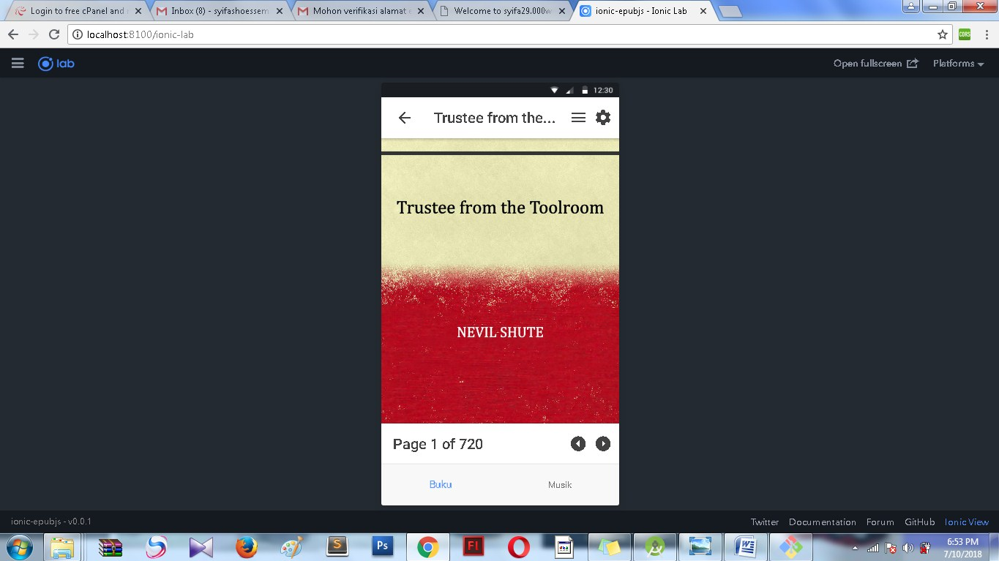 Login to free cPanel and
Inbox (8) - syifashoessem
Mohon verifikasi alamat e
Welcome to syifa29.000w
ionic-epubjs - Ionic Lab
localhost:8100/ionic-lab
CORS
lab
Open fullscreen
Platforms
12:30
Trustee from the...
Trustee from the Toolroom
NEVIL SHUTE
Page 1 of 720
Buku
Musik
ionic-epubjs - v0.0.1
Twitter Documentation Forum GitHub Ionic View
S
Ps
Fl
W
6:53 PM
7/10/2018